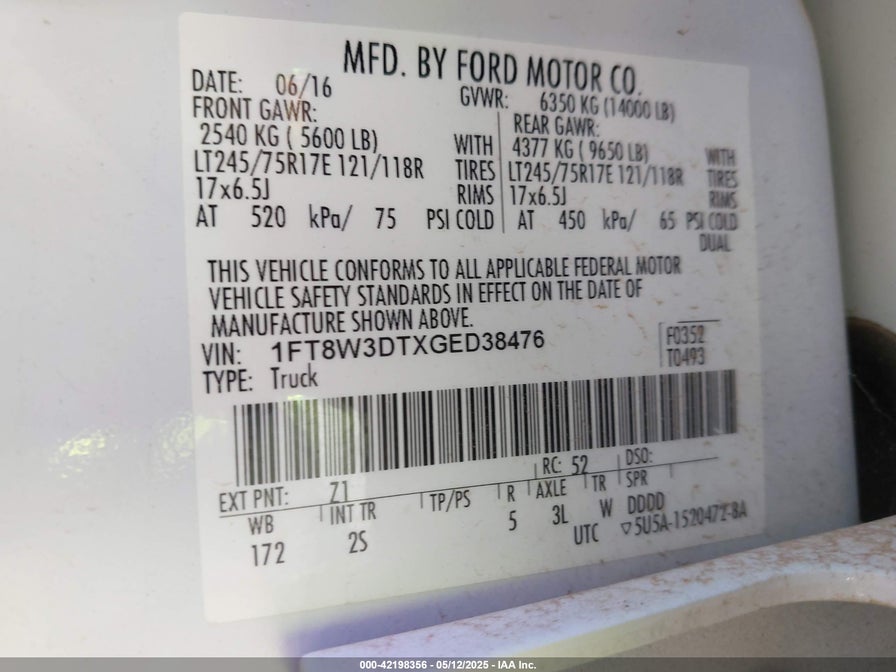 MFD. BY FORD MOTOR CO.
DATE: 06/16 GVWR: 6350 KG (14000 LB)
FRONT GAWR: REAR GAWR:
2540 KG ( 5600 LB) WITH 4377 KG ( 9650 LB) WITH
LT245/75R17E 121/118R TIRES LT245/75R17E 121/118R TIRES
17x6.5J RIMS 17x6.5J RIMS
AT 520 kPa/ 75 PSI COLD AT 450 kPa/ 65 PSI COLD
DUAL
THIS VEHICLE CONFORMS TO ALL APPLICABLE FEDERAL MOTOR
VEHICLE SAFETY STANDARDS IN EFFECT ON THE DATE OF
MANUFACTURE SHOWN ABOVE.
VIN: 1FT8W3DTXGED38476 F0352
TYPE: Truck T0493
RC: 52 DSO:
EXT PNT: Z1
WB INT TR TP/PS R AXLE TR SPR
172 2S 5 3L W DDDD
UTC ▽5U5A-1520472-BA
000-42198356 - 05/12/2025 - IAA Inc.